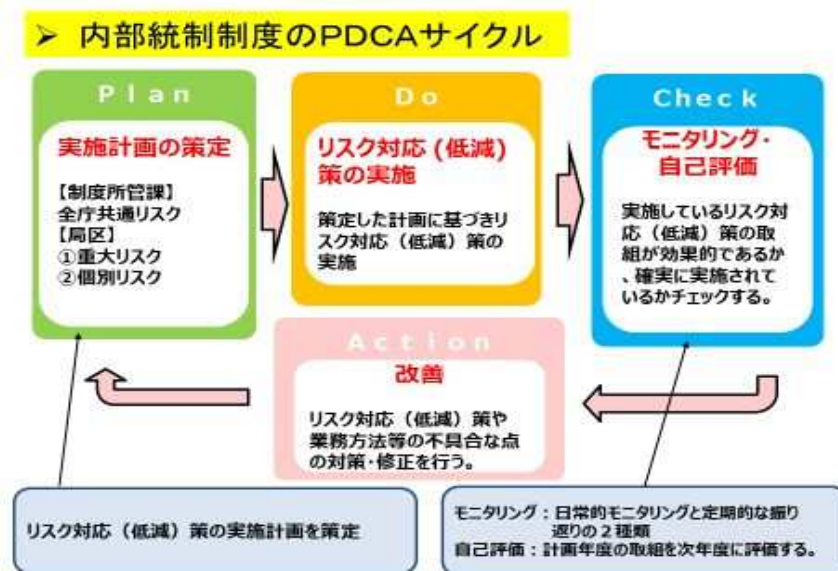 ➢ 内部統制制度のPDCAサイクル
Plan
実施計画の策定
【制度所管課】
全庁共通リスク
【局区】
①重大リスク
②個別リスク
Do
リスク対応(低減)
策の実施
策定した計画に基づきリ
スク対応（低減）策の
実施
Check
モニタリング・
自己評価
実施しているリスク対
応（低減）策の取
組が効果的であるか
、確実に実施されて
いるかチェックする。
Action
改善
リスク対応（低減）策や
業務方法等の不具合な点
の対策・修正を行う。
リスク対応（低減）策の実施計画を策定
モニタリング：日常的モニタリングと定期的な振り
返りの２種類
自己評価：計画年度の取組を次年度に評価する。